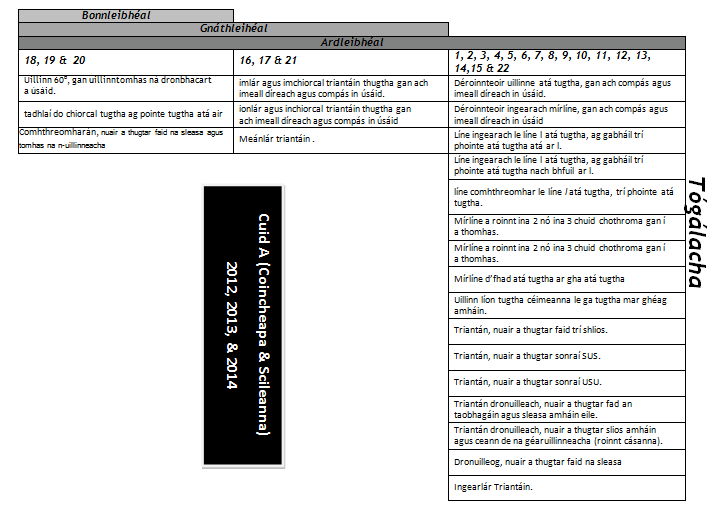 Bonnleibhéal
Gnáthleihéal
Ardleibhéal
18, 19 & 20
Uillinn 60°, gan uillinntomhas ná dronbhacart
a úsáid.
tadhlaí do chiorcal tugtha ag pointe tugtha atá air
Comhthreomharán, nuair a thugtar faid na sleasa agus
tomhas na n-uillinneacha
16, 17 & 21
imlár agus imchiorcal triantáin thugtha gan ach
imeall díreach agus compás in úsáid.
ionlár agus inchiorcal triantáin thugtha gan
ach imeall díreach agus compás in úsáid
Meánlár triantáin .
1, 2, 3, 4, 5, 6, 7, 8, 9, 10, 11, 12, 13,
14,15 & 22
Déroinnteoir uillinne atá tugtha, gan ach compás agus
imeall díreach in úsáid.
Déroinnteoir ingearach mírlíne, gan ach compás agus
imeall díreach in úsáid
Líne ingearach le líne l atá tugtha, ag gabháil trí
phointe atá tugtha atá ar l.
Líne ingearach le líne l atá tugtha, ag gabháil trí
phointe atá tugtha nach bhfuil ar l.
líne comhthreomhar le líne l atá tugtha, trí phointe atá
tugtha.
Mírlíne a roinnt ina 2 nó ina 3 chuid chothroma gan í
a thomhas.
Mírlíne a roinnt ina 2 nó ina 3 chuid chothroma gan í
a thomhas.
Mírlíne d'fhad atá tugtha ar gha atá tugtha
Uillinn líon tugtha céimeanna le ga tugtha mar ghéag
amháin.
Triantán, nuair a thugtar faid trí shlios.
Triantán, nuair a thugtar sonraí SUS.
Triantán, nuair a thugtar sonraí USU.
Triantán dronuilleach, nuair a thugtar fad an
taobhagáin agus sleasa amháin eile.
Triantán dronuilleach, nuair a thugtar slios amháin
agus ceann de na géaruillinneacha (roinnt cásanna).
Dronuilleog, nuair a thugtar faid na sleasa
Ingearlár Triantáin.
Cuid A (Coincheapa & Scileanna)
2012, 2013, & 2014
Tógálacha